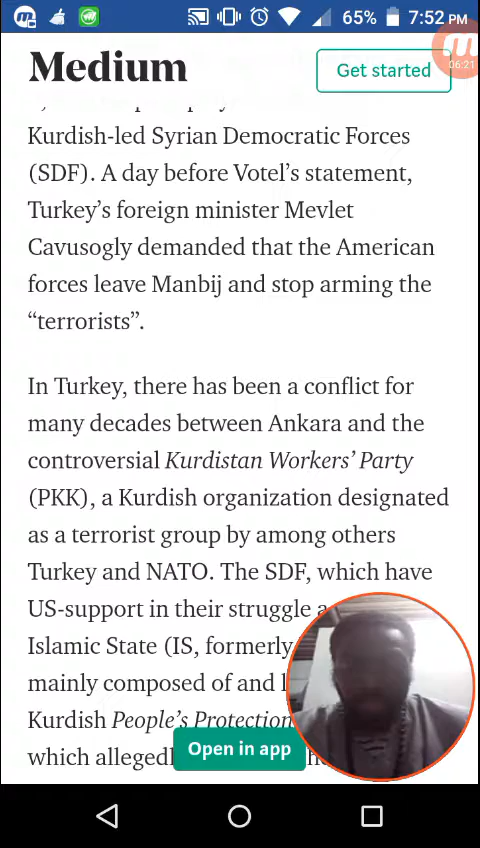 65% 7:52 PM
Medium
Get started
06:21
Kurdish-led Syrian Democratic Forces
(SDF). A day before Votel’s statement,
Turkey’s foreign minister Mevlet
Cavusogly demanded that the American
forces leave Manbij and stop arming the
“terrorists”.
In Turkey, there has been a conflict for
many decades between Ankara and the
controversial Kurdistan Workers’ Party
(PKK), a Kurdish organization designated
as a terrorist group by among others
Turkey and NATO. The SDF, which have
US-support in their struggle
Islamic State (IS, formerly
mainly composed of and
Kurdish People’s Protection
which
Open in app